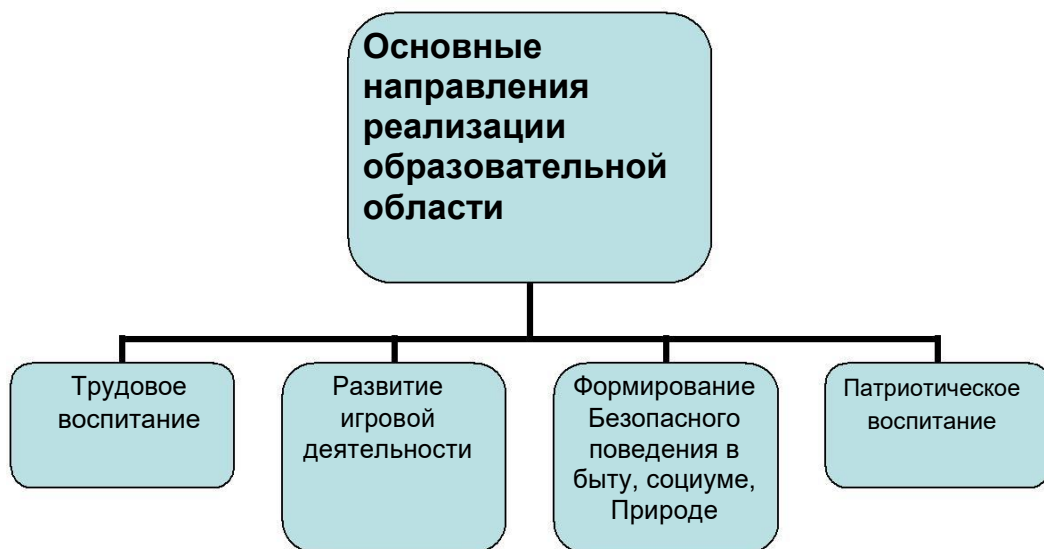 Основные
направления
реализации
образовательной
области
Трудовое
воспитание
Развитие
игровой
деятельности
Формирование
Безопасного
поведения в
быту, социуме,
Природе
Патриотическое
воспитание